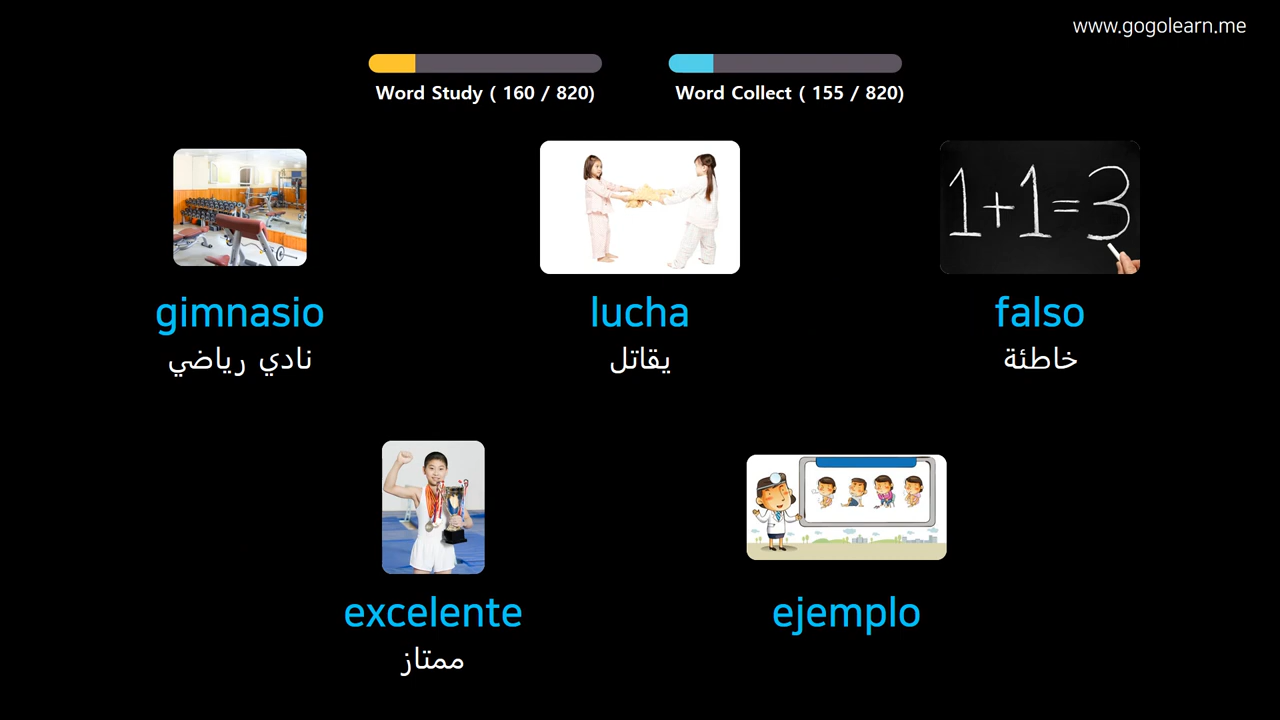 www.gogolearn.me
Word Study ( 160 / 820)
Word Collect ( 155 / 820)
1+1=3
gimnasio
نادي رياضي
lucha
يقاتل
falso
خاطئة
excelente
ممتاز
ejemplo